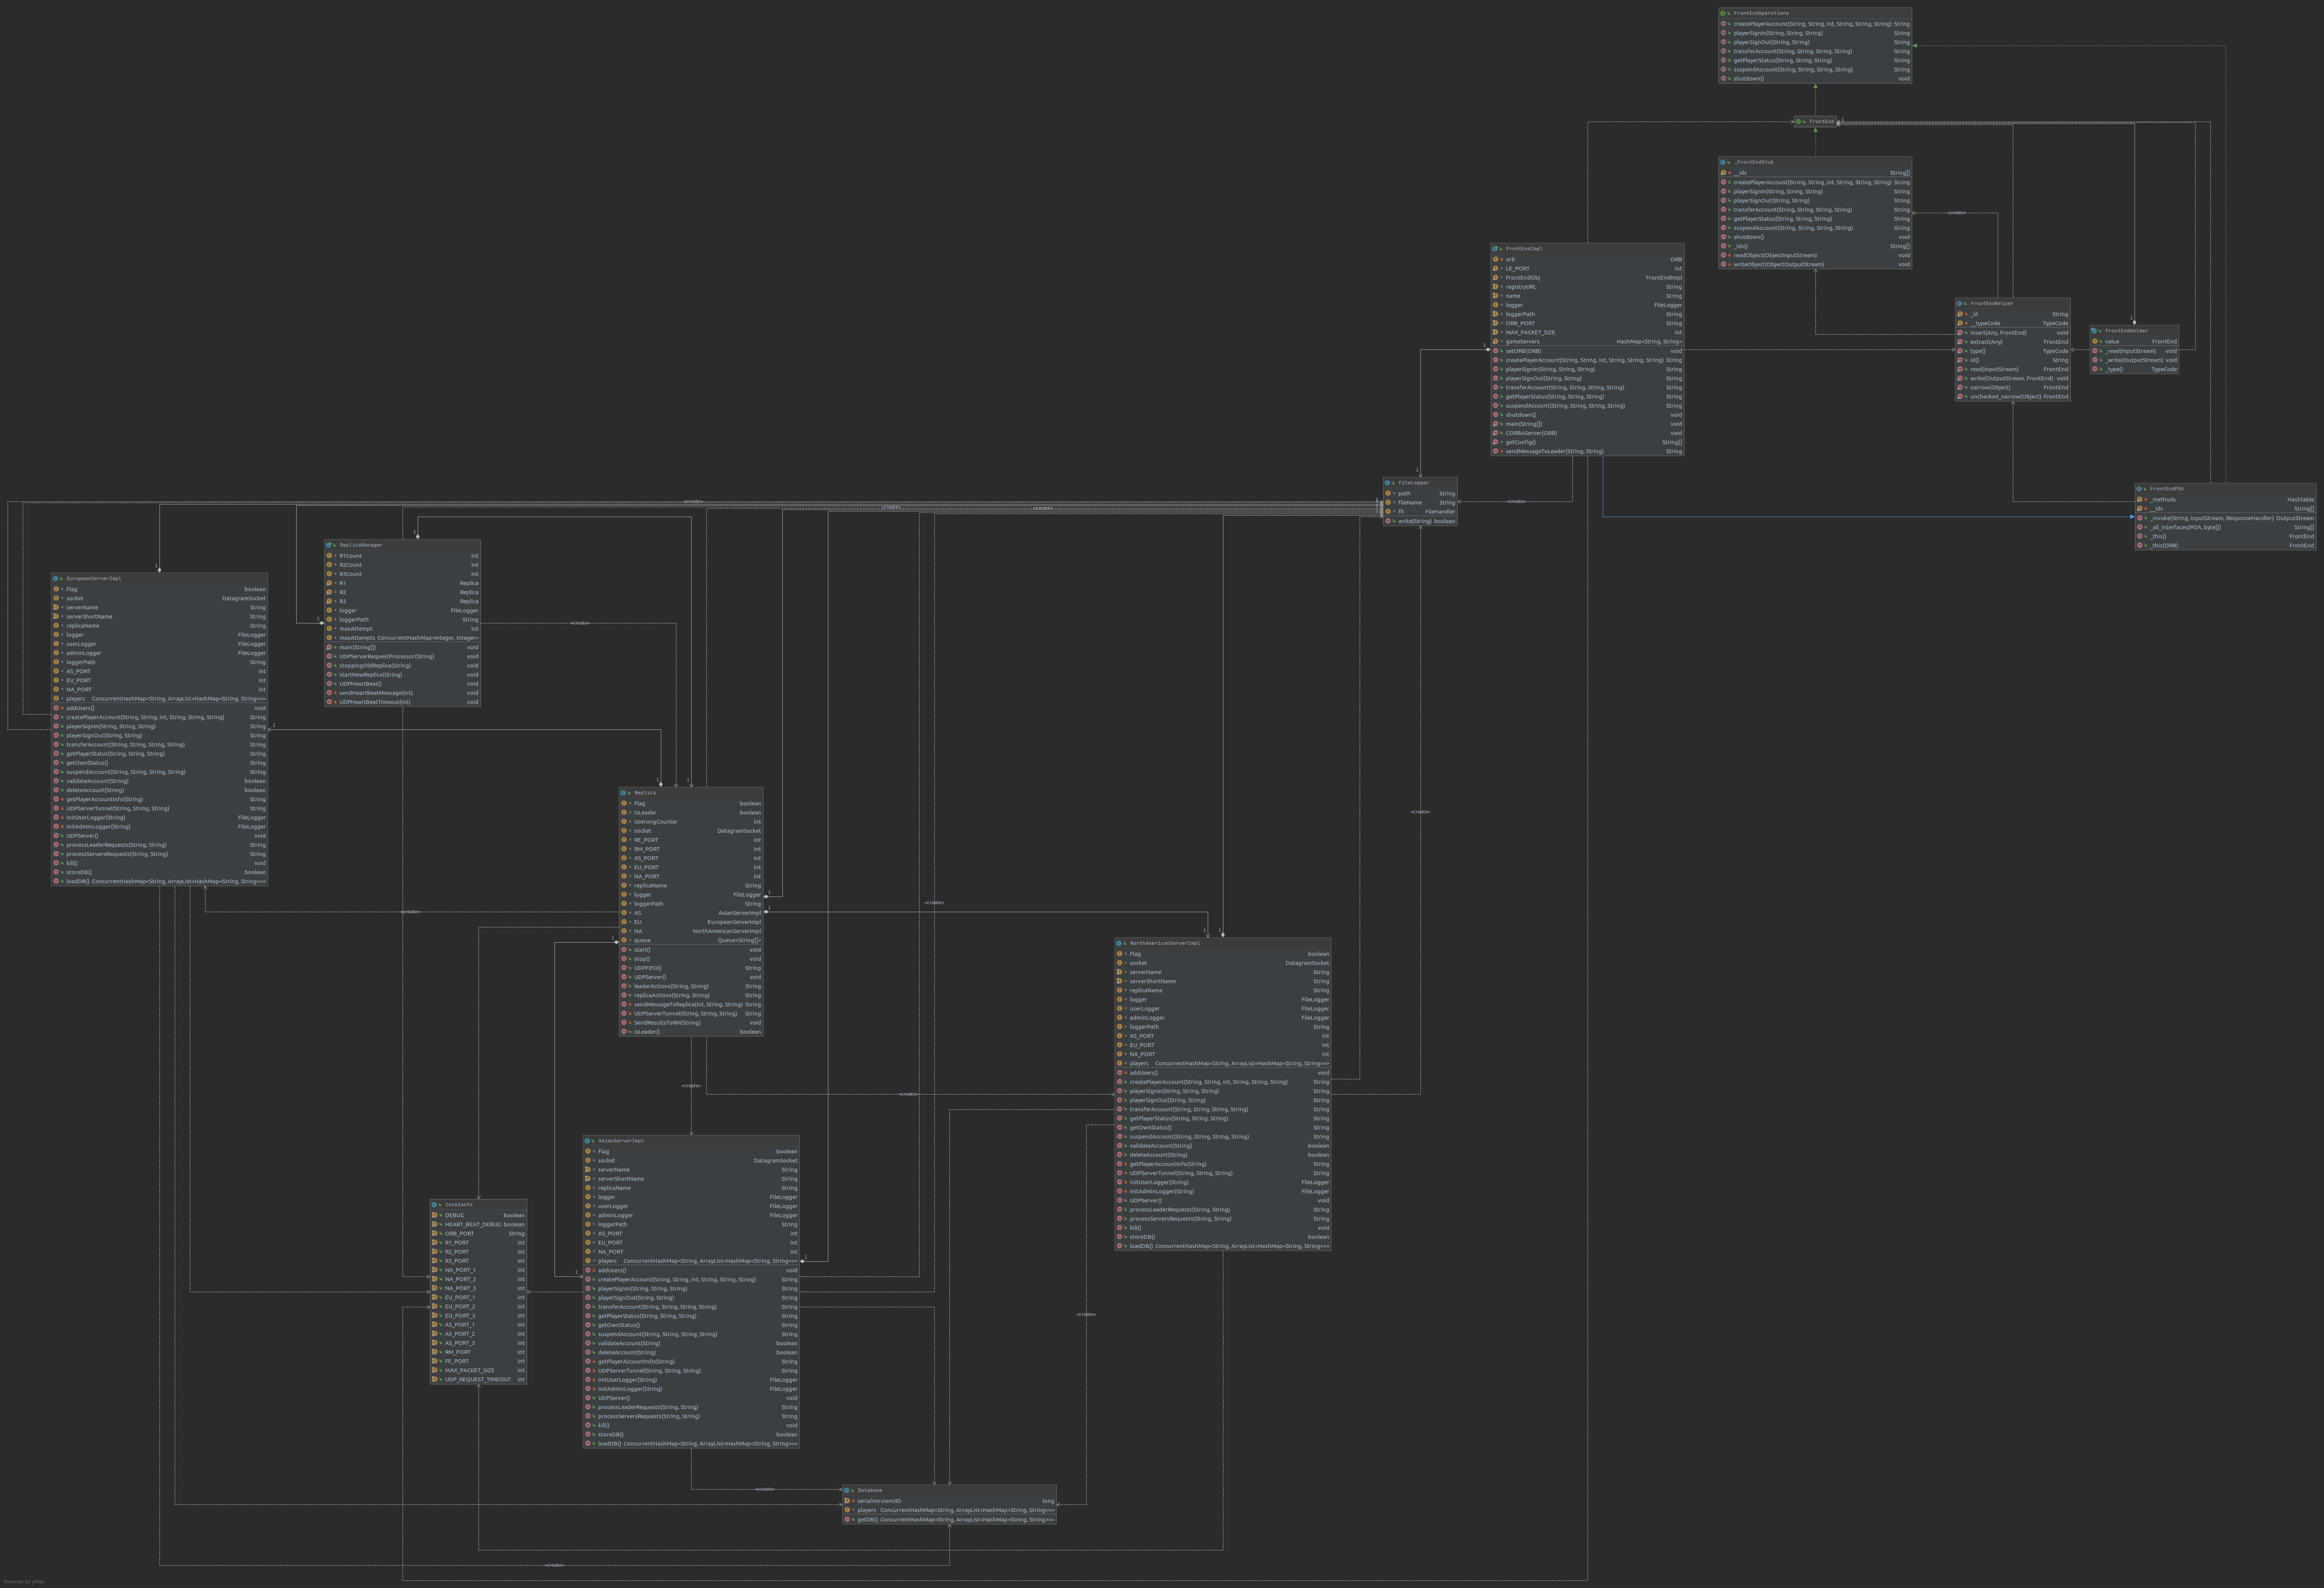 FrontEndOperations
createPlayerAccount(String, String, int, String, String, String) String
playerSignIn(String, String, String) String
playerSignOut(String, String) String
transferAccount(String, String, String, String) String
getPlayerStatus(String, String, String) String
suspendAccount(String, String, String, String) String
shutdown() void
FrontEnd
1
_FrontEndStub
__ids String[]
createPlayerAccount(String, String, int, String, String, String) String
playerSignIn(String, String, String) String
playerSignOut(String, String) String
transferAccount(String, String, String, String) String
getPlayerStatus(String, String, String) String
suspendAccount(String, String, String, String) String
shutdown() void
_ids() String[]
readObject(ObjectInputStream) void
writeObject(ObjectOutputStream) void
«create»
FrontEndImpl
orb ORB
LE_PORT int
FrontEndObj FrontEndImpl
registryURL String
name String
logger FileLogger
loggerPath String
ORB_PORT String
MAX_PACKET_SIZE int
gameServers HashMap<String, String>
setORB(ORB) void
createPlayerAccount(String, String, int, String, String, String) String
playerSignIn(String, String, String) String
playerSignOut(String, String) String
transferAccount(String, String, String, String) String
getPlayerStatus(String, String, String) String
suspendAccount(String, String, String, String) String
shutdown() void
main(String[]) void
CORBAServer(ORB) void
getConfig() String[]
sendMessageToLeader(String, String) String
FrontEndHelper
_id String
__typeCode TypeCode
insert(Any, FrontEnd) void
extract(Any) FrontEnd
type() TypeCode
id() String
read(InputStream) FrontEnd
write(OutputStream, FrontEnd) void
narrow(Object) FrontEnd
unchecked_narrow(Object) FrontEnd
1
FrontEndHolder
value FrontEnd
_read(InputStream) void
_write(OutputStream) void
_type() TypeCode
1
1
FileLogger
path String
fileName String
fh FileHandler
write(String) boolean
«create»
FrontEndPOA
_methods Hashtable
__ids String[]
_invoke(String, InputStream, ResponseHandler) OutputStream
_all_interfaces(POA, byte[]) String[]
_this() FrontEnd
_this(ORB) FrontEnd
«create»
«create»
«create»
1
ReplicaManager
R1Count int
R2Count int
R3Count int
R1 Replica
R2 Replica
R3 Replica
logger FileLogger
loggerPath String
maxAttempt int
maxAttempts ConcurrentHashMap<Integer, Integer>
main(String[]) void
UDPServerRequestProcessor(String) void
stoppingOldReplica(String) void
startNewReplica(String) void
UDPHeartBeat() void
sendHeartBeatMessage(int) void
UDPHeartBeatTimeout(int) void
1
«create»
1
EuropeanServerImpl
Flag boolean
socket DatagramSocket
serverName String
serverShortName String
replicaName String
logger FileLogger
userLogger FileLogger
adminLogger FileLogger
loggerPath String
AS_PORT int
EU_PORT int
NA_PORT int
players ConcurrentHashMap<String, ArrayList<HashMap<String, String>>>
addUsers() void
createPlayerAccount(String, String, int, String, String, String) String
playerSignIn(String, String, String) String
playerSignOut(String, String) String
transferAccount(String, String, String, String) String
getPlayerStatus(String, String, String) String
getOwnStatus() String
suspendAccount(String, String, String, String) String
validateAccount(String) boolean
deleteAccount(String) boolean
getPlayerAccountInfo(String) String
UDPServerTunnel(String, String, String) String
initUserLogger(String) FileLogger
initAdminLogger(String) FileLogger
UDPServer() void
processLeaderRequests(String, String) String
processServersRequests(String, String) String
kill() void
storeDB() boolean
loadDB() ConcurrentHashMap<String, ArrayList<HashMap<String, String>>>
1
1
1
Replica
Flag boolean
isLeader boolean
isWrongCounter int
socket DatagramSocket
RE_PORT int
RM_PORT int
AS_PORT int
EU_PORT int
NA_PORT int
replicaName String
logger FileLogger
loggerPath String
AS AsianServerImpl
EU EuropeanServerImpl
NA NorthAmericanServerImpl
queue Queue<String[]>
start() void
stop() void
UDPFIFO() String
UDPServer() void
leaderActions(String, String) String
replicaActions(String, String) String
sendMessageToReplica(int, String, String) String
UDPServerTunnel(String, String, String) String
SendResultsToRM(String) void
isLeader() boolean
1
1
1
«create»
«create»
«create»
«create»
«create»
1
1
NorthAmericanServerImpl
Flag boolean
socket DatagramSocket
serverName String
serverShortName String
replicaName String
logger FileLogger
userLogger FileLogger
adminLogger FileLogger
loggerPath String
AS_PORT int
EU_PORT int
NA_PORT int
players ConcurrentHashMap<String, ArrayList<HashMap<String, String>>>
addUsers() void
createPlayerAccount(String, String, int, String, String, String) String
playerSignIn(String, String, String) String
playerSignOut(String, String) String
transferAccount(String, String, String, String) String
getPlayerStatus(String, String, String) String
getOwnStatus() String
suspendAccount(String, String, String, String) String
validateAccount(String) boolean
deleteAccount(String) boolean
getPlayerAccountInfo(String) String
UDPServerTunnel(String, String, String) String
initUserLogger(String) FileLogger
initAdminLogger(String) FileLogger
UDPServer() void
processLeaderRequests(String, String) String
processServersRequests(String, String) String
kill() void
storeDB() boolean
loadDB() ConcurrentHashMap<String, ArrayList<HashMap<String, String>>>
AsianServerImpl
Flag boolean
socket DatagramSocket
serverName String
serverShortName String
replicaName String
logger FileLogger
userLogger FileLogger
adminLogger FileLogger
loggerPath String
AS_PORT int
EU_PORT int
NA_PORT int
players ConcurrentHashMap<String, ArrayList<HashMap<String, String>>>
addUsers() void
createPlayerAccount(String, String, int, String, String, String) String
playerSignIn(String, String, String) String
playerSignOut(String, String) String
transferAccount(String, String, String, String) String
getPlayerStatus(String, String, String) String
getOwnStatus() String
suspendAccount(String, String, String, String) String
validateAccount(String) boolean
deleteAccount(String) boolean
getPlayerAccountInfo(String) String
UDPServerTunnel(String, String, String) String
initUserLogger(String) FileLogger
initAdminLogger(String) FileLogger
UDPServer() void
processLeaderRequests(String, String) String
processServersRequests(String, String) String
kill() void
storeDB() boolean
loadDB() ConcurrentHashMap<String, ArrayList<HashMap<String, String>>>
1
1
Constants
DEBUG boolean
HEART_BEAT_DEBUG boolean
ORB_PORT String
R1_PORT int
R2_PORT int
R3_PORT int
NA_PORT_1 int
NA_PORT_2 int
NA_PORT_3 int
EU_PORT_1 int
EU_PORT_2 int
EU_PORT_3 int
AS_PORT_1 int
AS_PORT_2 int
AS_PORT_3 int
RM_PORT int
FE_PORT int
MAX_PACKET_SIZE int
UDP_REQUEST_TIMEOUT int
«create»
«create»
Database
serialVersionUID long
players ConcurrentHashMap<String, ArrayList<HashMap<String, String>>>
getDB() ConcurrentHashMap<String, ArrayList<HashMap<String, String>>>
«create»
Powered by yFiles